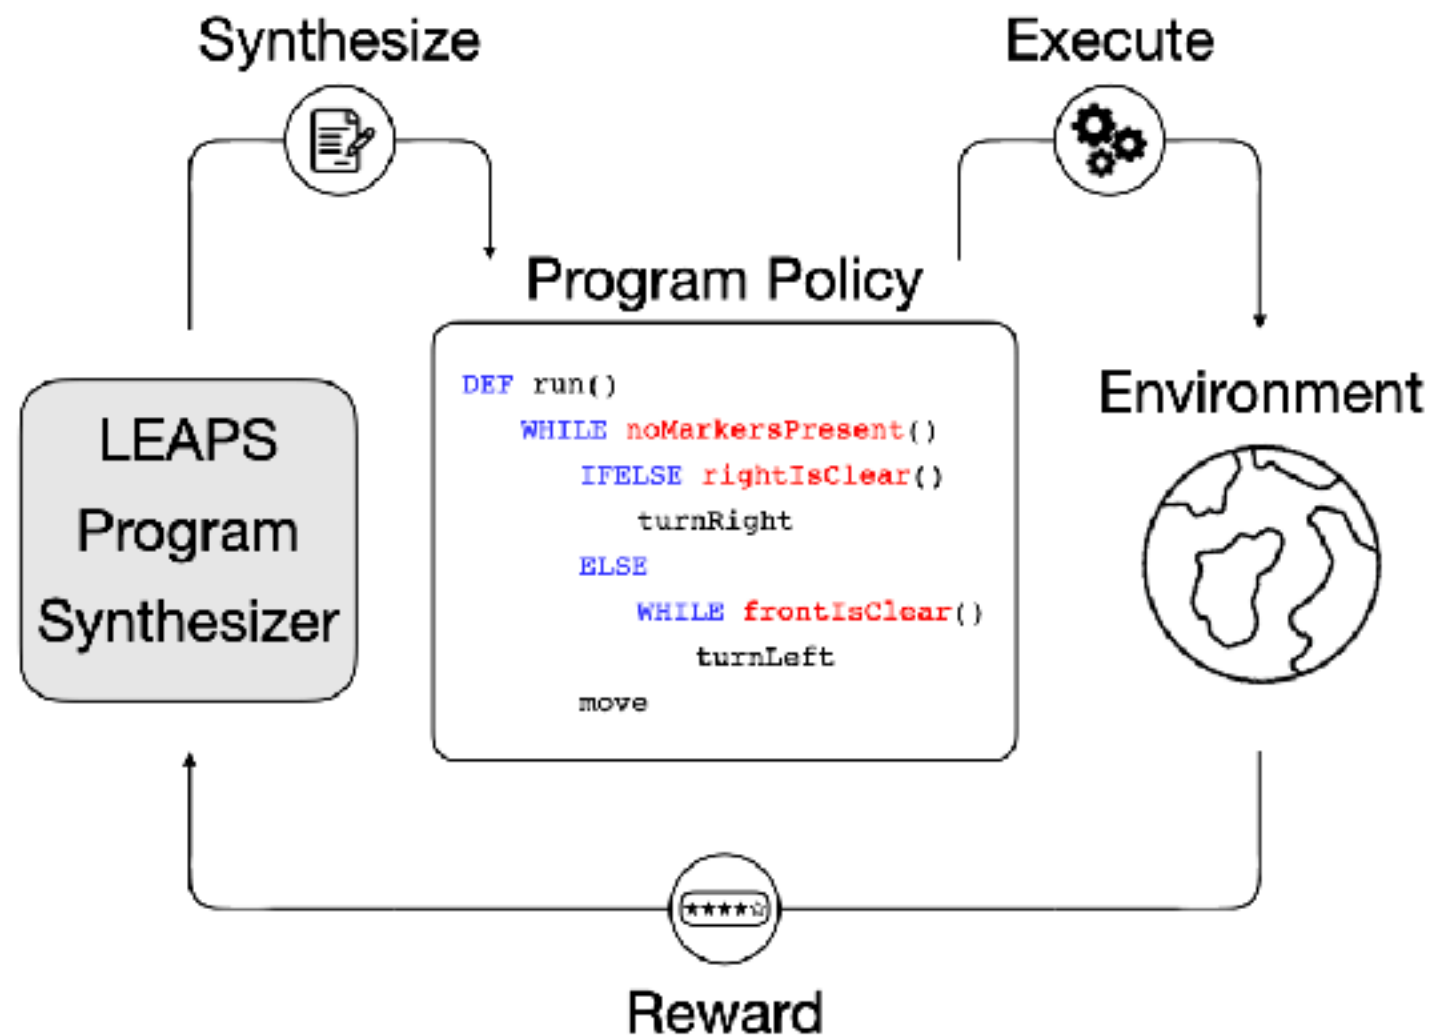 Synthesize
Execute
Program Policy
DEF run()
WHILE noMarkersPresent()
IFELSE rightIsClear()
turnRight
ELSE
WHILE frontIsClear()
turnLeft
move
LEAPS
Program
Synthesizer
Environment
Reward